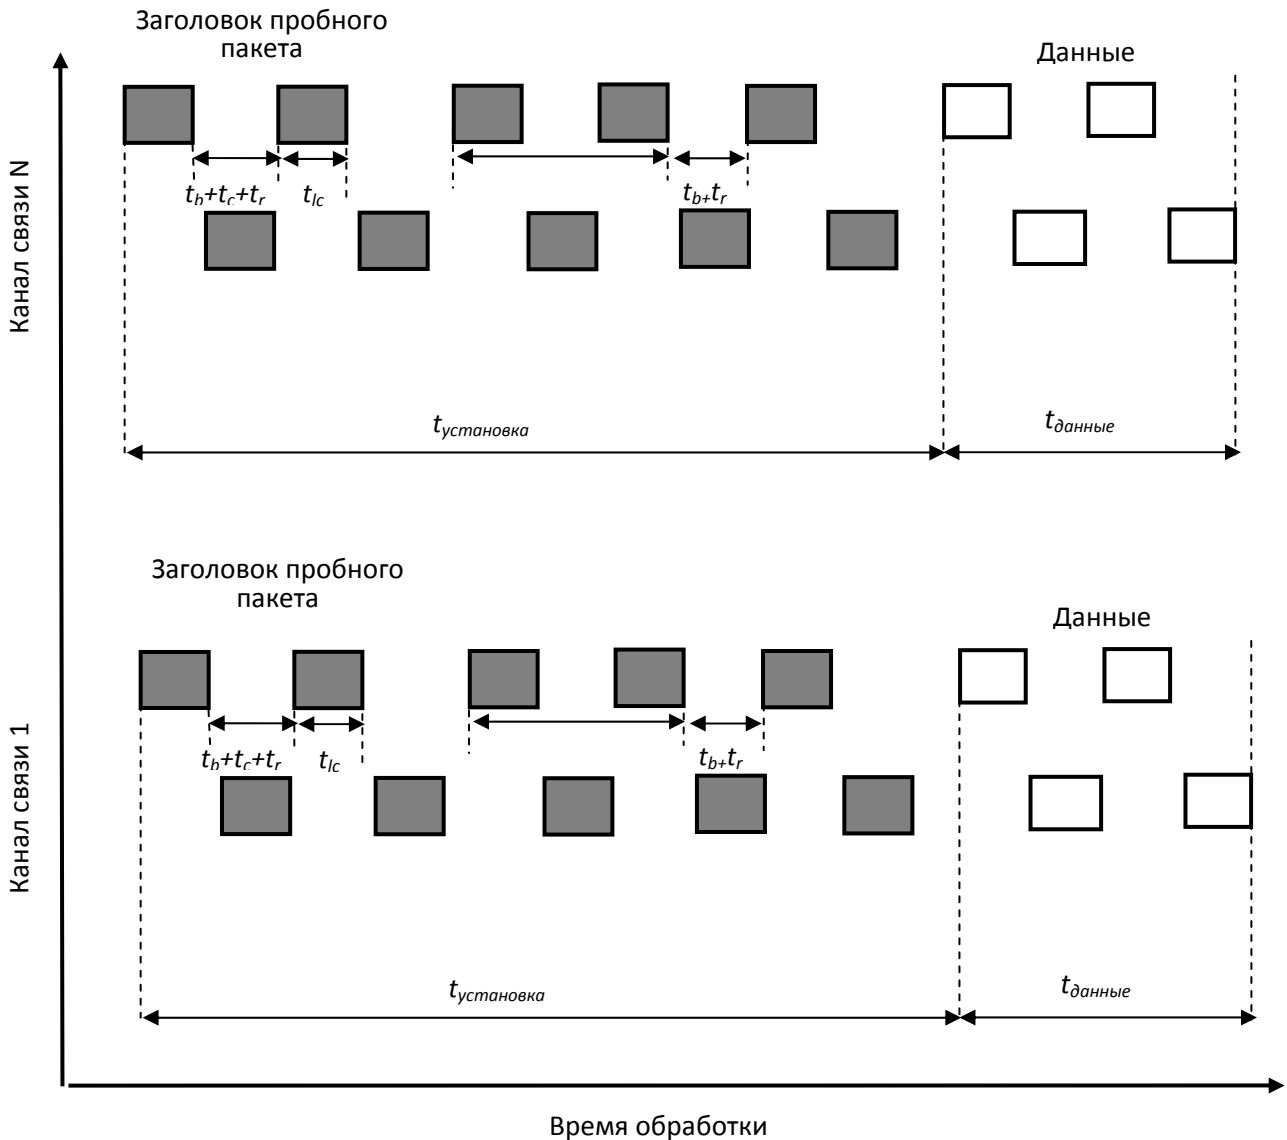 Заголовок пробного
пакета
Данные
Канал связи N
t_b+t_c+t_r
t_lc
t_b+t_r
t_установка
t_данные
Заголовок пробного
пакета
Данные
Канал связи 1
t_b+t_c+t_r
t_lc
t_b+t_r
t_установка
t_данные
Время обработки